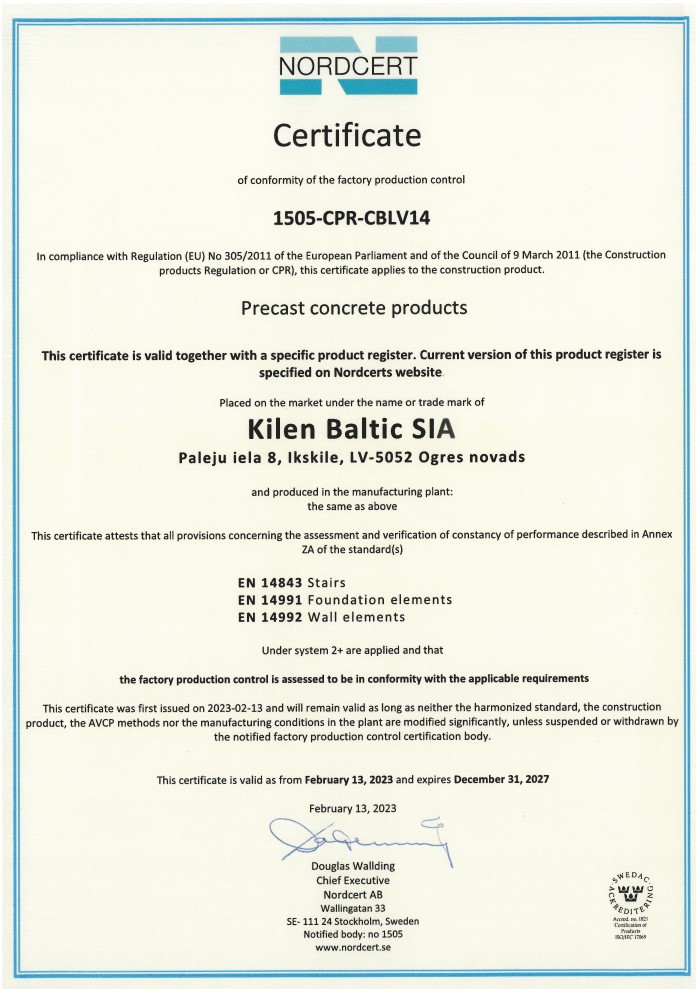 NORDCERT
Certificate
of conformity of the factory production control
1505-CPR-CBLV14
In compliance with Regulation (EU) No 305/2011 of the European Parliament and of the Council of 9 March 2011 (the Construction
products Regulation or CPR), this certificate applies to the construction product.
Precast concrete products
This certificate is valid together with a specific product register. Current version of this product register is
specified on Nordcerts website.
Placed on the market under the name or trade mark of
Kilen Baltic SIA
Paleju iela 8, Ikskile, LV-5052 Ogres novads
and produced in the manufacturing plant:
the same as above
This certificate attests that all provisions concerning the assessment and verification of constancy of performance described in Annex
ZA of the standard(s)
EN 14843 Stairs
EN 14991 Foundation elements
EN 14992 Wall elements
Under system 2+ are applied and that
the factory production control is assessed to be in conformity with the applicable requirements
This certificate was first issued on 2023-02-13 and will remain valid as long as neither the harmonized standard, the construction
product, the AVCP methods nor the manufacturing conditions in the plant are modified significantly, unless suspended or withdrawn by
the notified factory production control certification body.
This certificate is valid as from February 13, 2023 and expires December 31, 2027
February 13, 2023
Douglas Wallding
Chief Executive
Nordcert AB
Wallingatan 33
SE- 111 24 Stockholm, Sweden
Notified body: no 1505
www.nordcert.se
SWEDAC
ACKREDITERING
Accred. no. 1821
Certification of
Products
ISO/IEC 17065